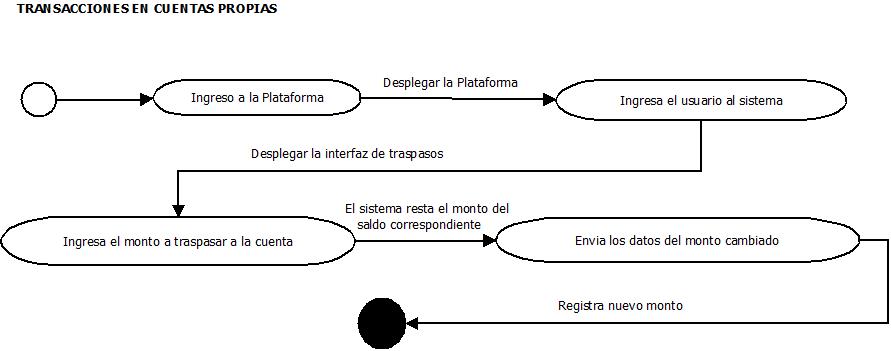 TRANSACCIONES EN CUENTAS PROPIAS
Desplegar la Plataforma
Ingreso a la Plataforma
Ingresa el usuario al sistema
Desplegar la interfaz de traspasos
El sistema resta el monto del
saldo correspondiente
Ingresa el monto a traspasar a la cuenta
Envia los datos del monto cambiado
Registra nuevo monto